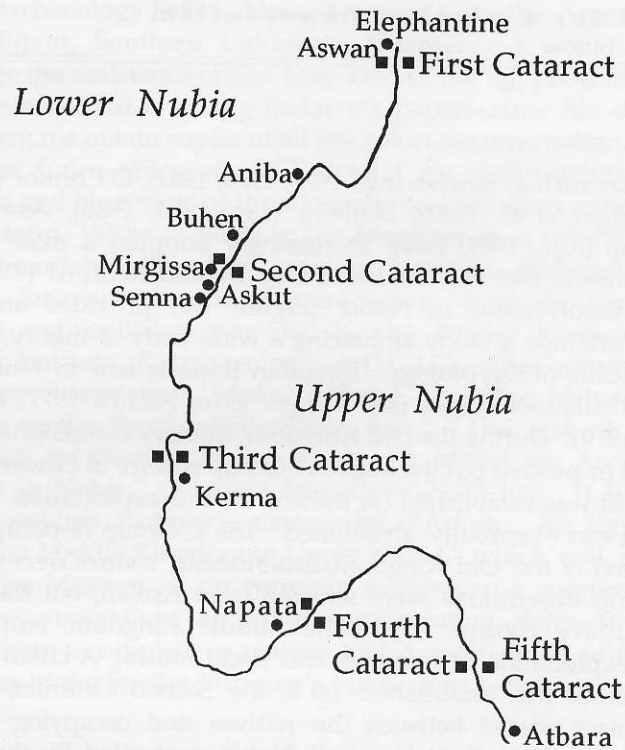 Elephantine
Aswan
First Cataract
Lower Nubia
Aniba
Buhen
Mirgissa
Second Cataract
Semna
Askut
Upper Nubia
Third Cataract
Kerma
Napata
Fourth
Cataract
Fifth
Cataract
Atbara